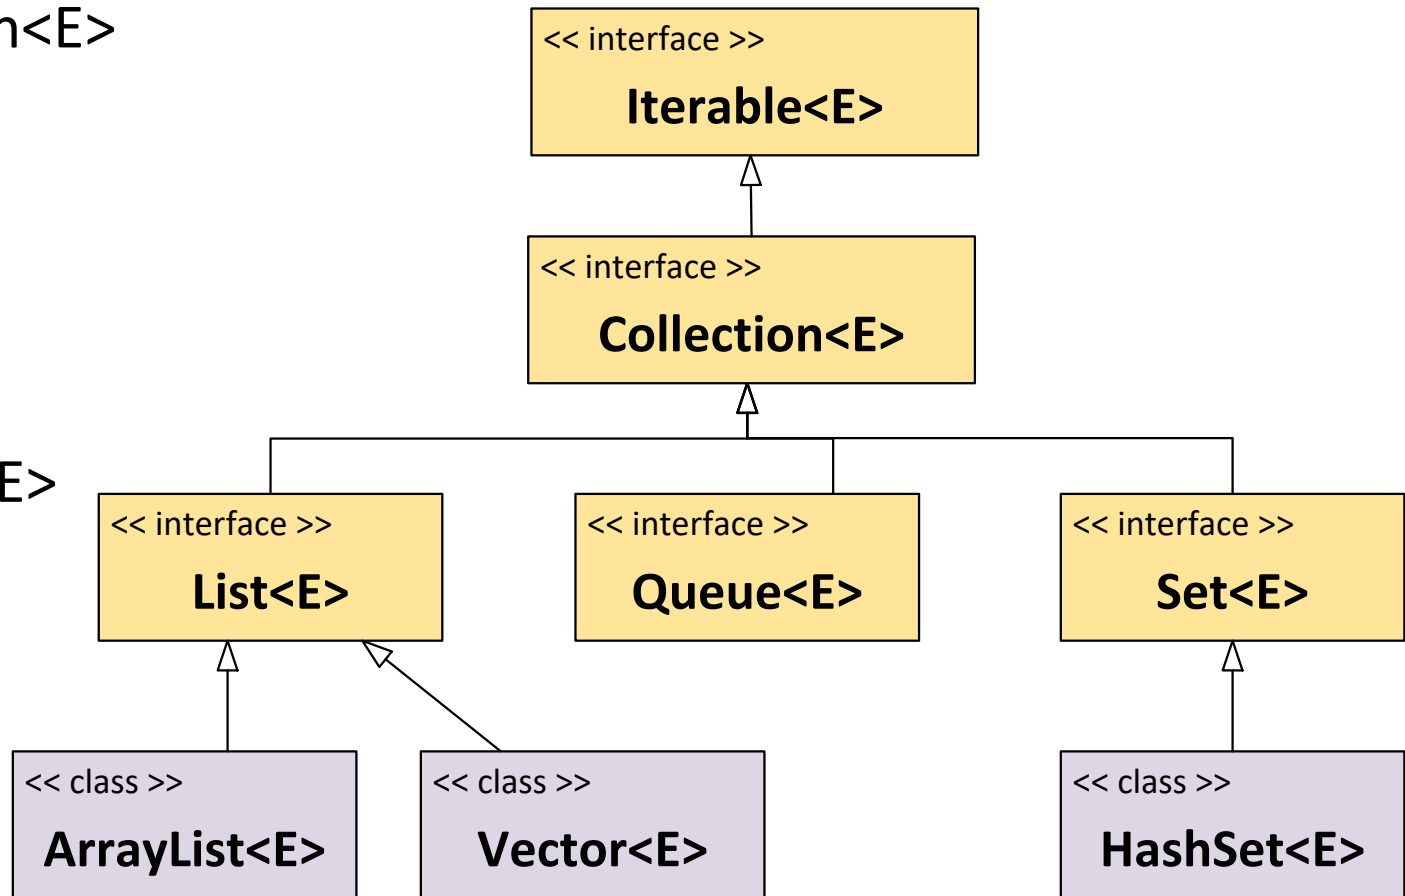 n<E>
<< interface >>
Iterable<E>
<< interface >>
Collection<E>
E>
<< interface >>
List<E>
<< interface >>
Queue<E>
<< interface >>
Set<E>
<< class >>
ArrayList<E>
<< class >>
Vector<E>
<< class >>
HashSet<E>